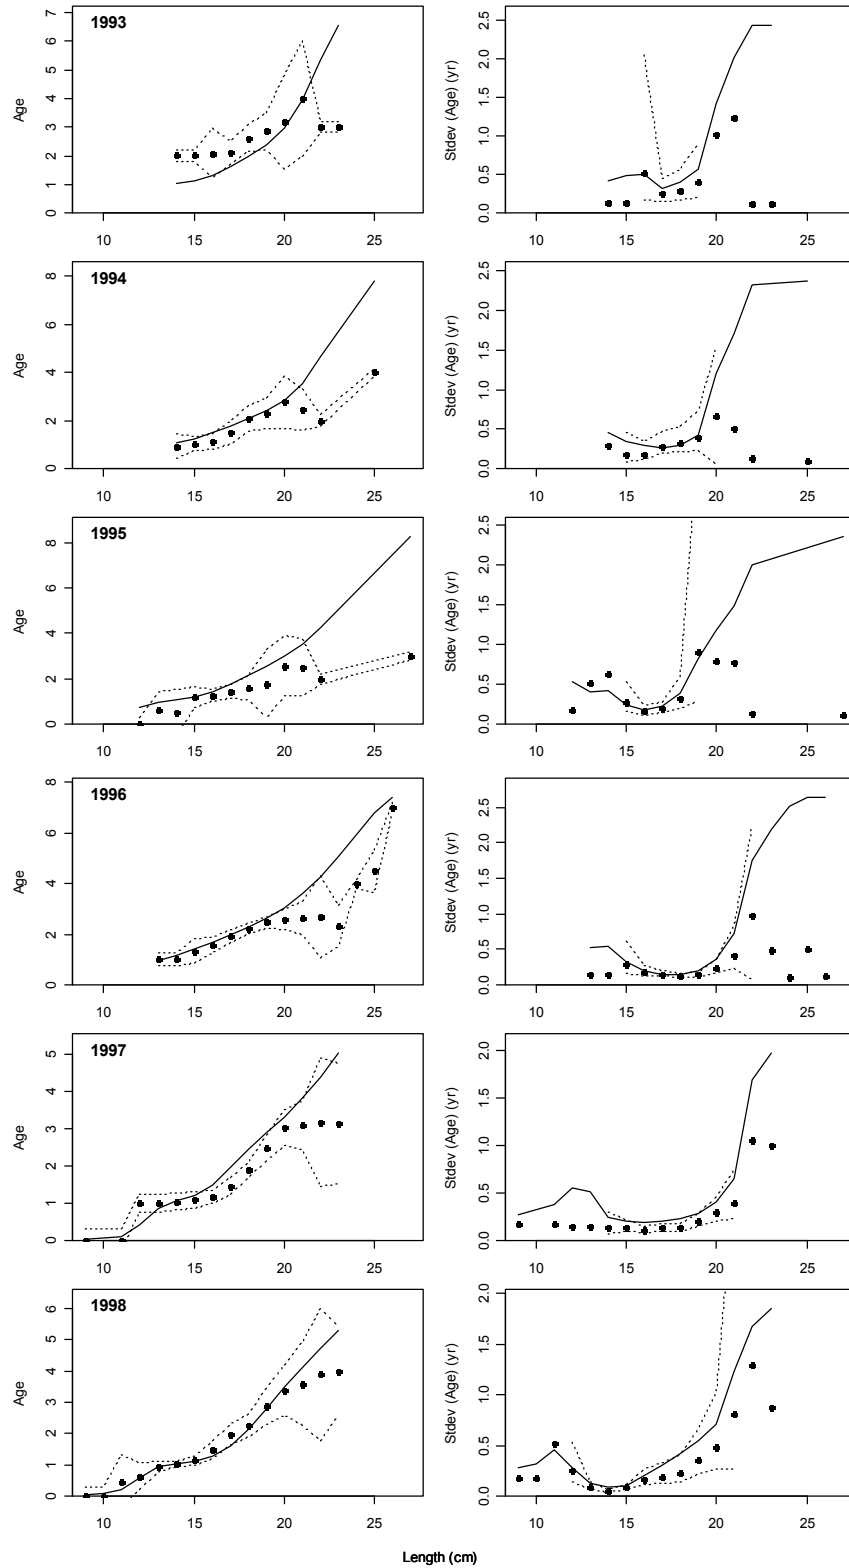 1993
Age
0 1 2 3 4 5 6 7
10 15 20 25
Stdev (Age) (yr)
0.0 0.5 1.0 1.5 2.0 2.5
10 15 20 25
1994
Age
0 2 4 6 8
10 15 20 25
Stdev (Age) (yr)
0.0 0.5 1.0 1.5 2.0 2.5
10 15 20 25
1995
Age
0 2 4 6 8
10 15 20 25
Stdev (Age) (yr)
0.0 0.5 1.0 1.5 2.0 2.5
10 15 20 25
1996
Age
0 2 4 6 8
10 15 20 25
Stdev (Age) (yr)
0.0 0.5 1.0 1.5 2.0 2.5
10 15 20 25
1997
Age
0 1 2 3 4 5
10 15 20 25
Stdev (Age) (yr)
0.0 0.5 1.0 1.5 2.0
10 15 20 25
1998
Age
0 1 2 3 4 5 6
10 15 20 25
Stdev (Age) (yr)
0.0 0.5 1.0 1.5 2.0
10 15 20 25
Length (cm)